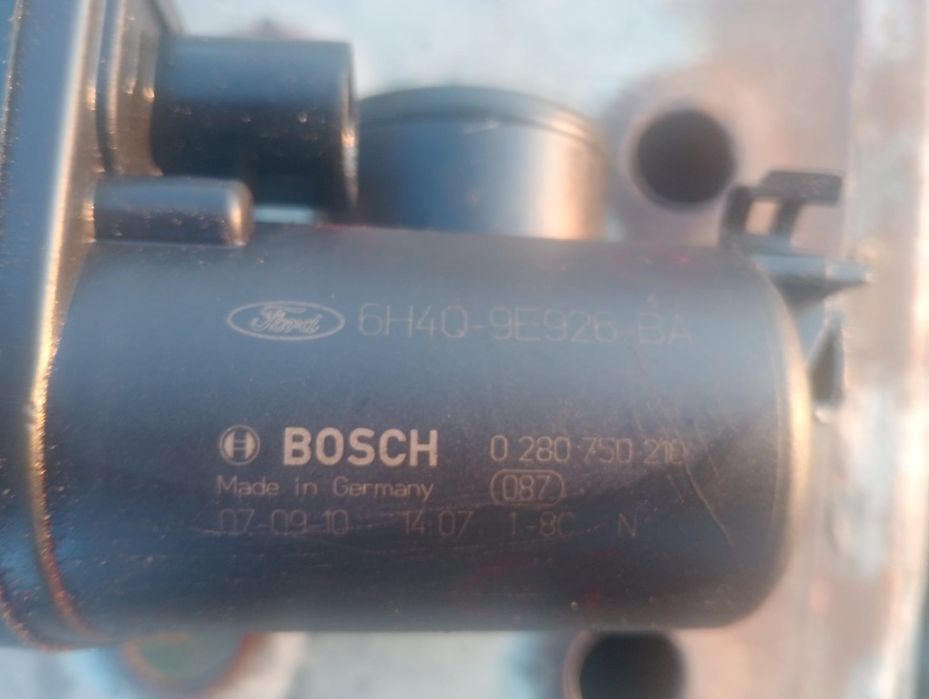 Ford 6H4Q-9E926-BA
H BOSCH 0 280 750 210
Made in Germany 087
07-09-10 14:07 1-8C N